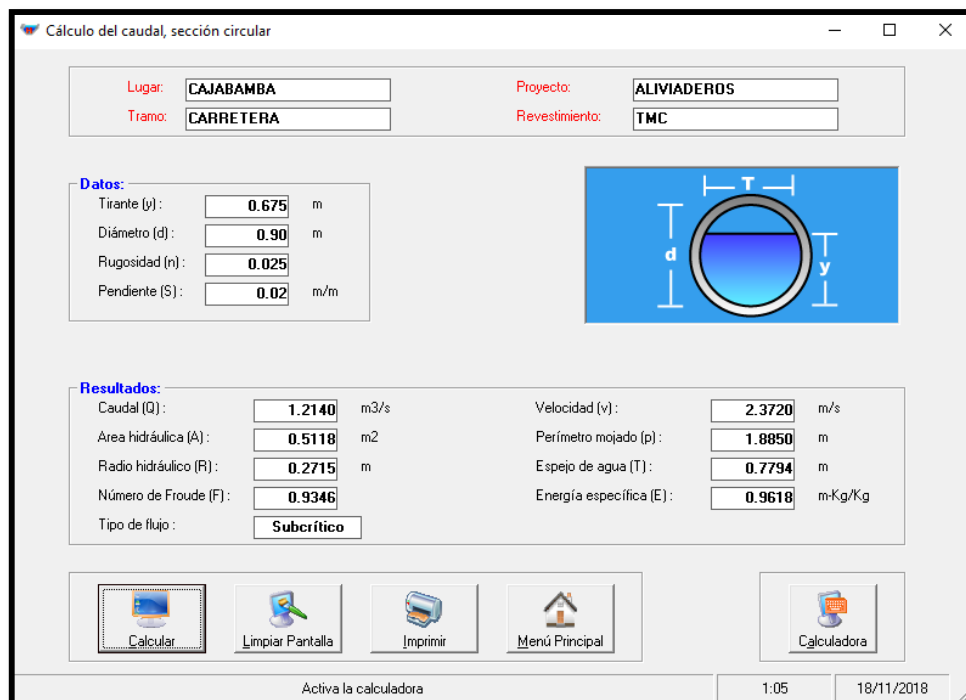 Cálculo del caudal, sección circular
Lugar: CAJABAMBA Proyecto: ALIVIADEROS
Tramo: CARRETERA Revestimiento: TMC
Datos:
Tirante (y) : 0.675 m
Diámetro (d) : 0.90 m
Rugosidad (n) : 0.025
Pendiente (S) : 0.02 m/m
T
d
y
Resultados:
Caudal (Q) : 1.2140 m3/s Velocidad (v) : 2.3720 m/s
Area hidráulica (A) : 0.5118 m2 Perímetro mojado (p) : 1.8850 m
Radio hidráulico (R) : 0.2715 m Espejo de agua (T) : 0.7794 m
Número de Froude (F) : 0.9346 Energía específica (E) : 0.9618 m-Kg/Kg
Tipo de flujo : Subcrítico
Calcular Limpiar Pantalla Imprimir Menú Principal Calculadora
Activa la calculadora 1:05 18/11/2018